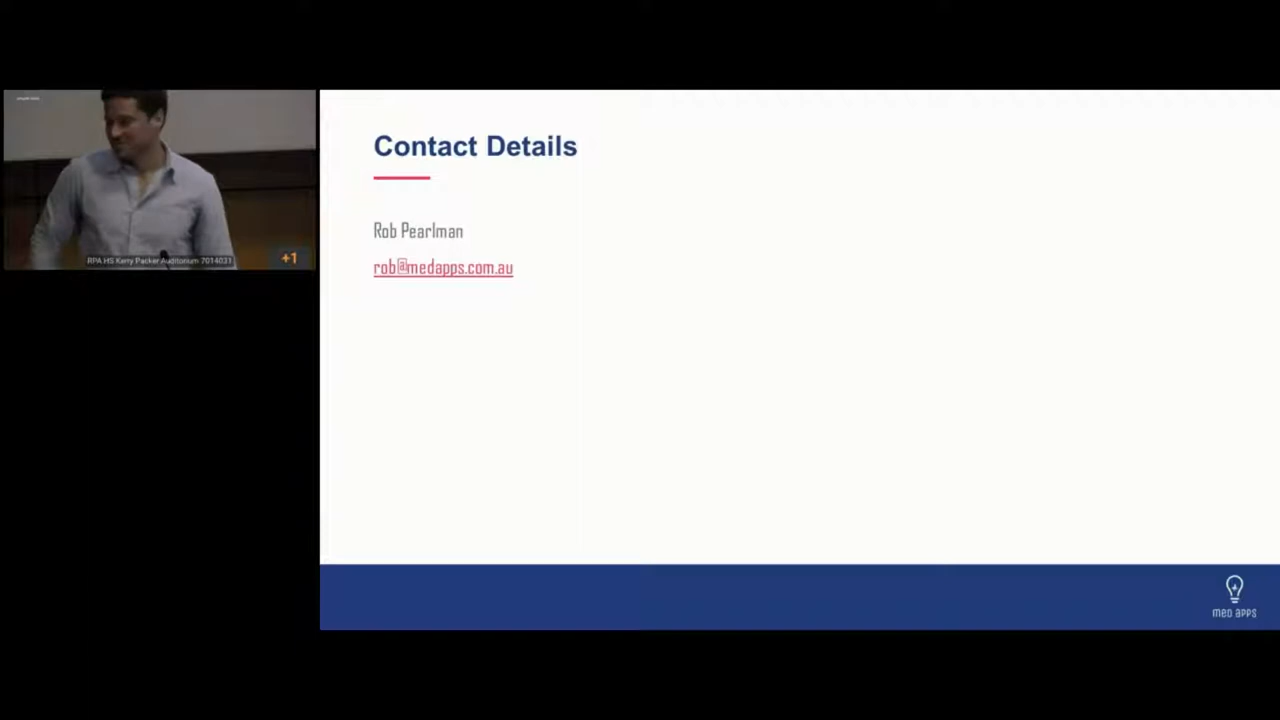 Contact Details
Rob Pearlman
rob@medapps.com.au
RPA HS Kerry Packer Auditorium 7014031
+1
med apps